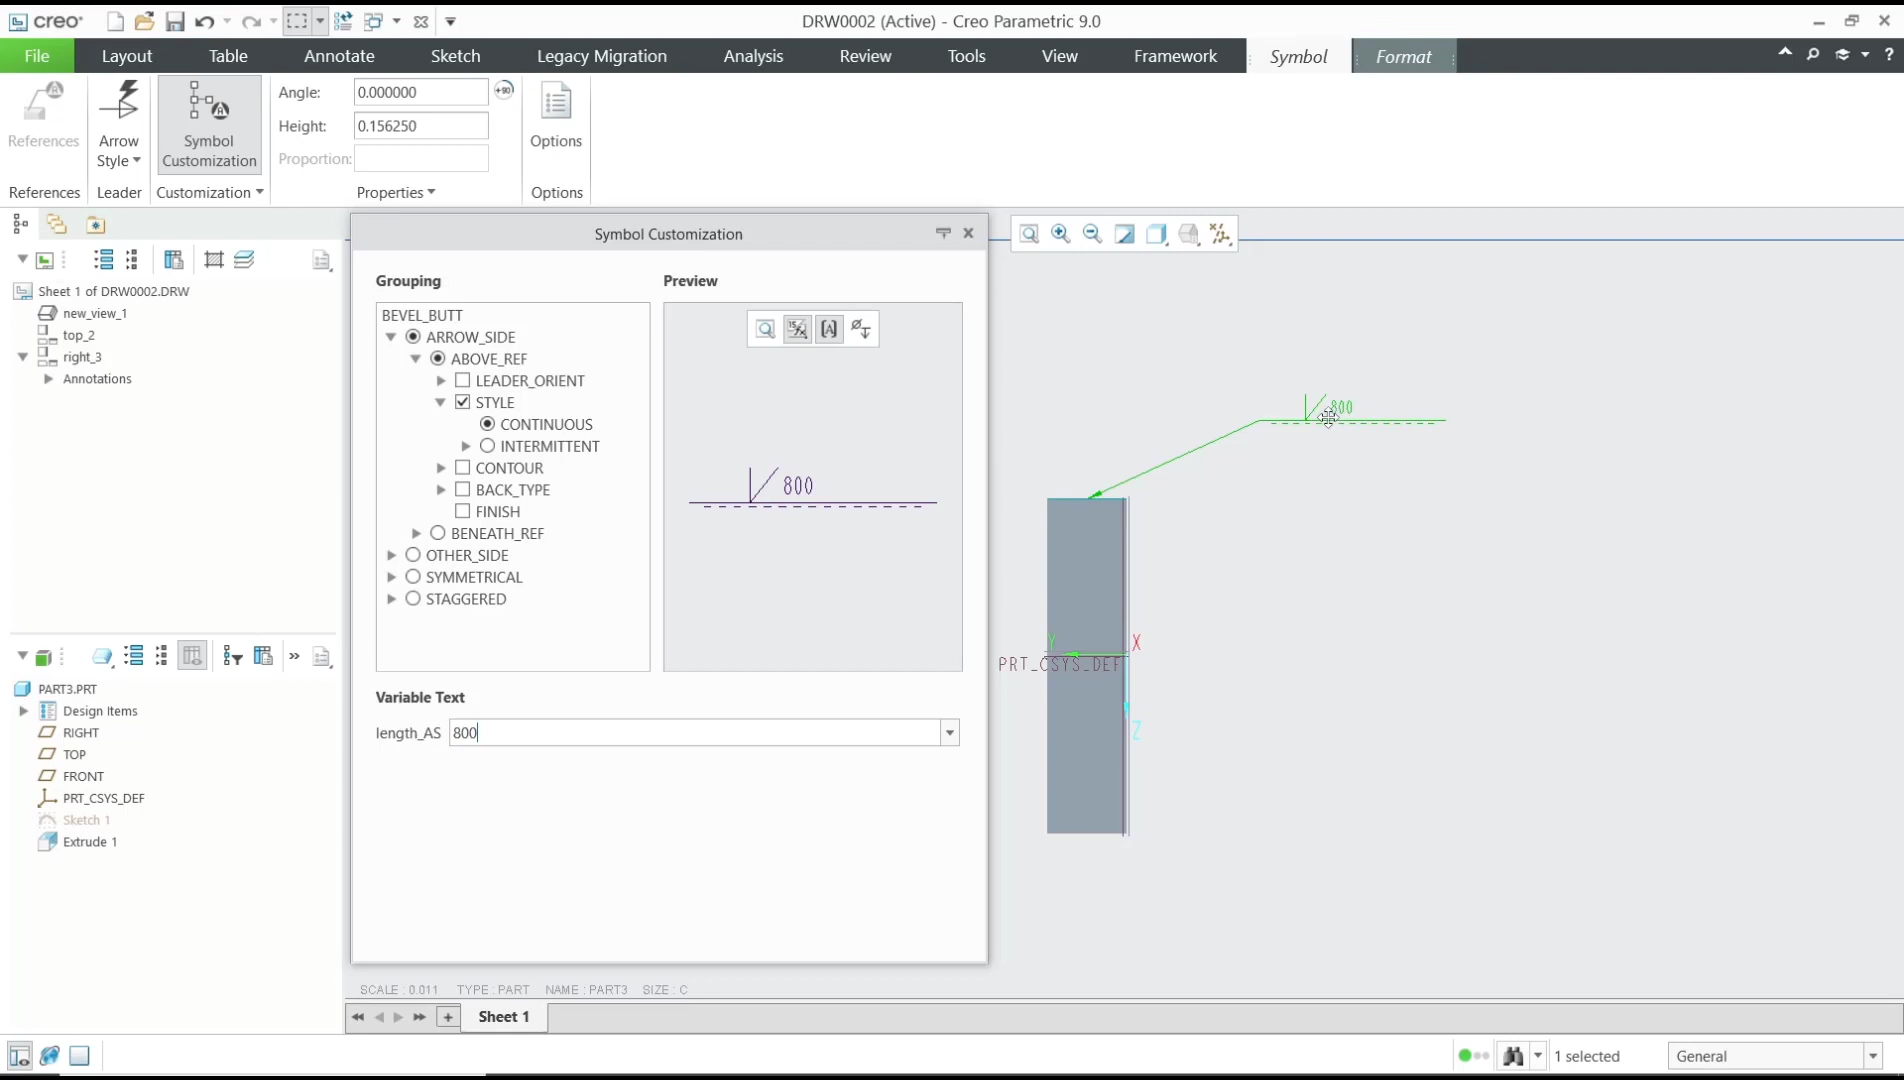 creo
DRW0002 (Active) - Creo Parametric 9.0
File
Layout
Table
Annotate
Sketch
Legacy Migration
Analysis
Review
Tools
View
Framework
Symbol
Format
References
Arrow
Style
Symbol
Customization
Angle:
0.000000
+90
Height:
0.156250
Proportion:
Options
References
Leader
Customization
Properties
Options
Sheet 1 of DRW0002.DRW
new_view_1
top_2
right_3
Annotations
PART3.PRT
Design Items
RIGHT
TOP
FRONT
PRT_CSYS_DEF
Sketch 1
Extrude 1
Symbol Customization
Grouping
Preview
BEVEL_BUTT
ARROW_SIDE
ABOVE_REF
LEADER_ORIENT
STYLE
CONTINUOUS
INTERMITTENT
CONTOUR
BACK_TYPE
FINISH
BENEATH_REF
OTHER_SIDE
SYMMETRICAL
STAGGERED
800
Variable Text
length_AS
800
800
Y
X
PRT_CSYS_DEF
Z
SCALE : 0.011 TYPE : PART NAME : PART3 SIZE : C
Sheet 1
1 selected
General